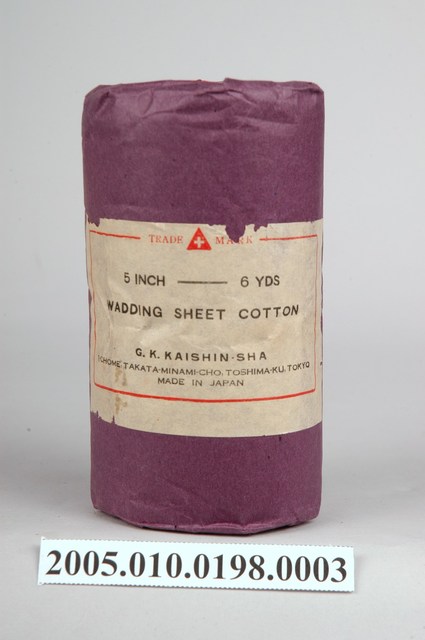 TRADE MARK
5 INCH — 6 YDS
WADDING SHEET COTTON
G. K. KAISHIN-SHA
CHOME, TAKATA-MINAMI-CHO, TOSHIMA-KU, TOKYO
MADE IN JAPAN
2005.010.0198.0003